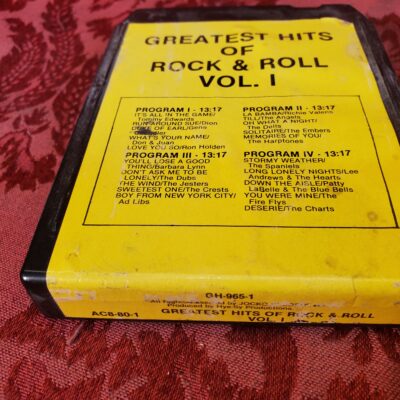 GREATEST HITS
OF
ROCK & ROLL
VOL. I
PROGRAM I - 13:17
IT'S ALL IN THE GAME/
Tommy Edwards
RUN AROUND SUE/Dion
DUKE OF EARL/Gene
WHAT'S YOUR NAME/
Don & Juan
LOVE YOU SO/Ron Holden
PROGRAM II - 13:17
LA BAMBA/Richie Valens
TILL/The Angels
OH WHAT A NIGHT/
The Dells
SOLITAIRE/The Embers
MEMORIES OF YOU/
The Harptones
PROGRAM III - 13:17
YOU'LL LOSE A GOOD
THING/Barbara Lynn
DON'T ASK ME TO BE
LONELY/The Dubs
THE WIND/The Jesters
SWEETEST ONE/The Crests
BOY FROM NEW YORK CITY/
Ad Libs
PROGRAM IV - 13:17
STORMY WEATHER/
The Spaniels
LONG LONELY NIGHTS/Lee
Andrews & The Hearts
DOWN THE AISLE/Patty
LaBelle & The Blue Bells
YOU WERE MINE/The
Fire Flys
DESERIE/The Charts
GH-965-1
by JOCKO
Produced by Productions
AC8-80-1
GREATEST HITS OF ROCK & ROLL
VOL. I